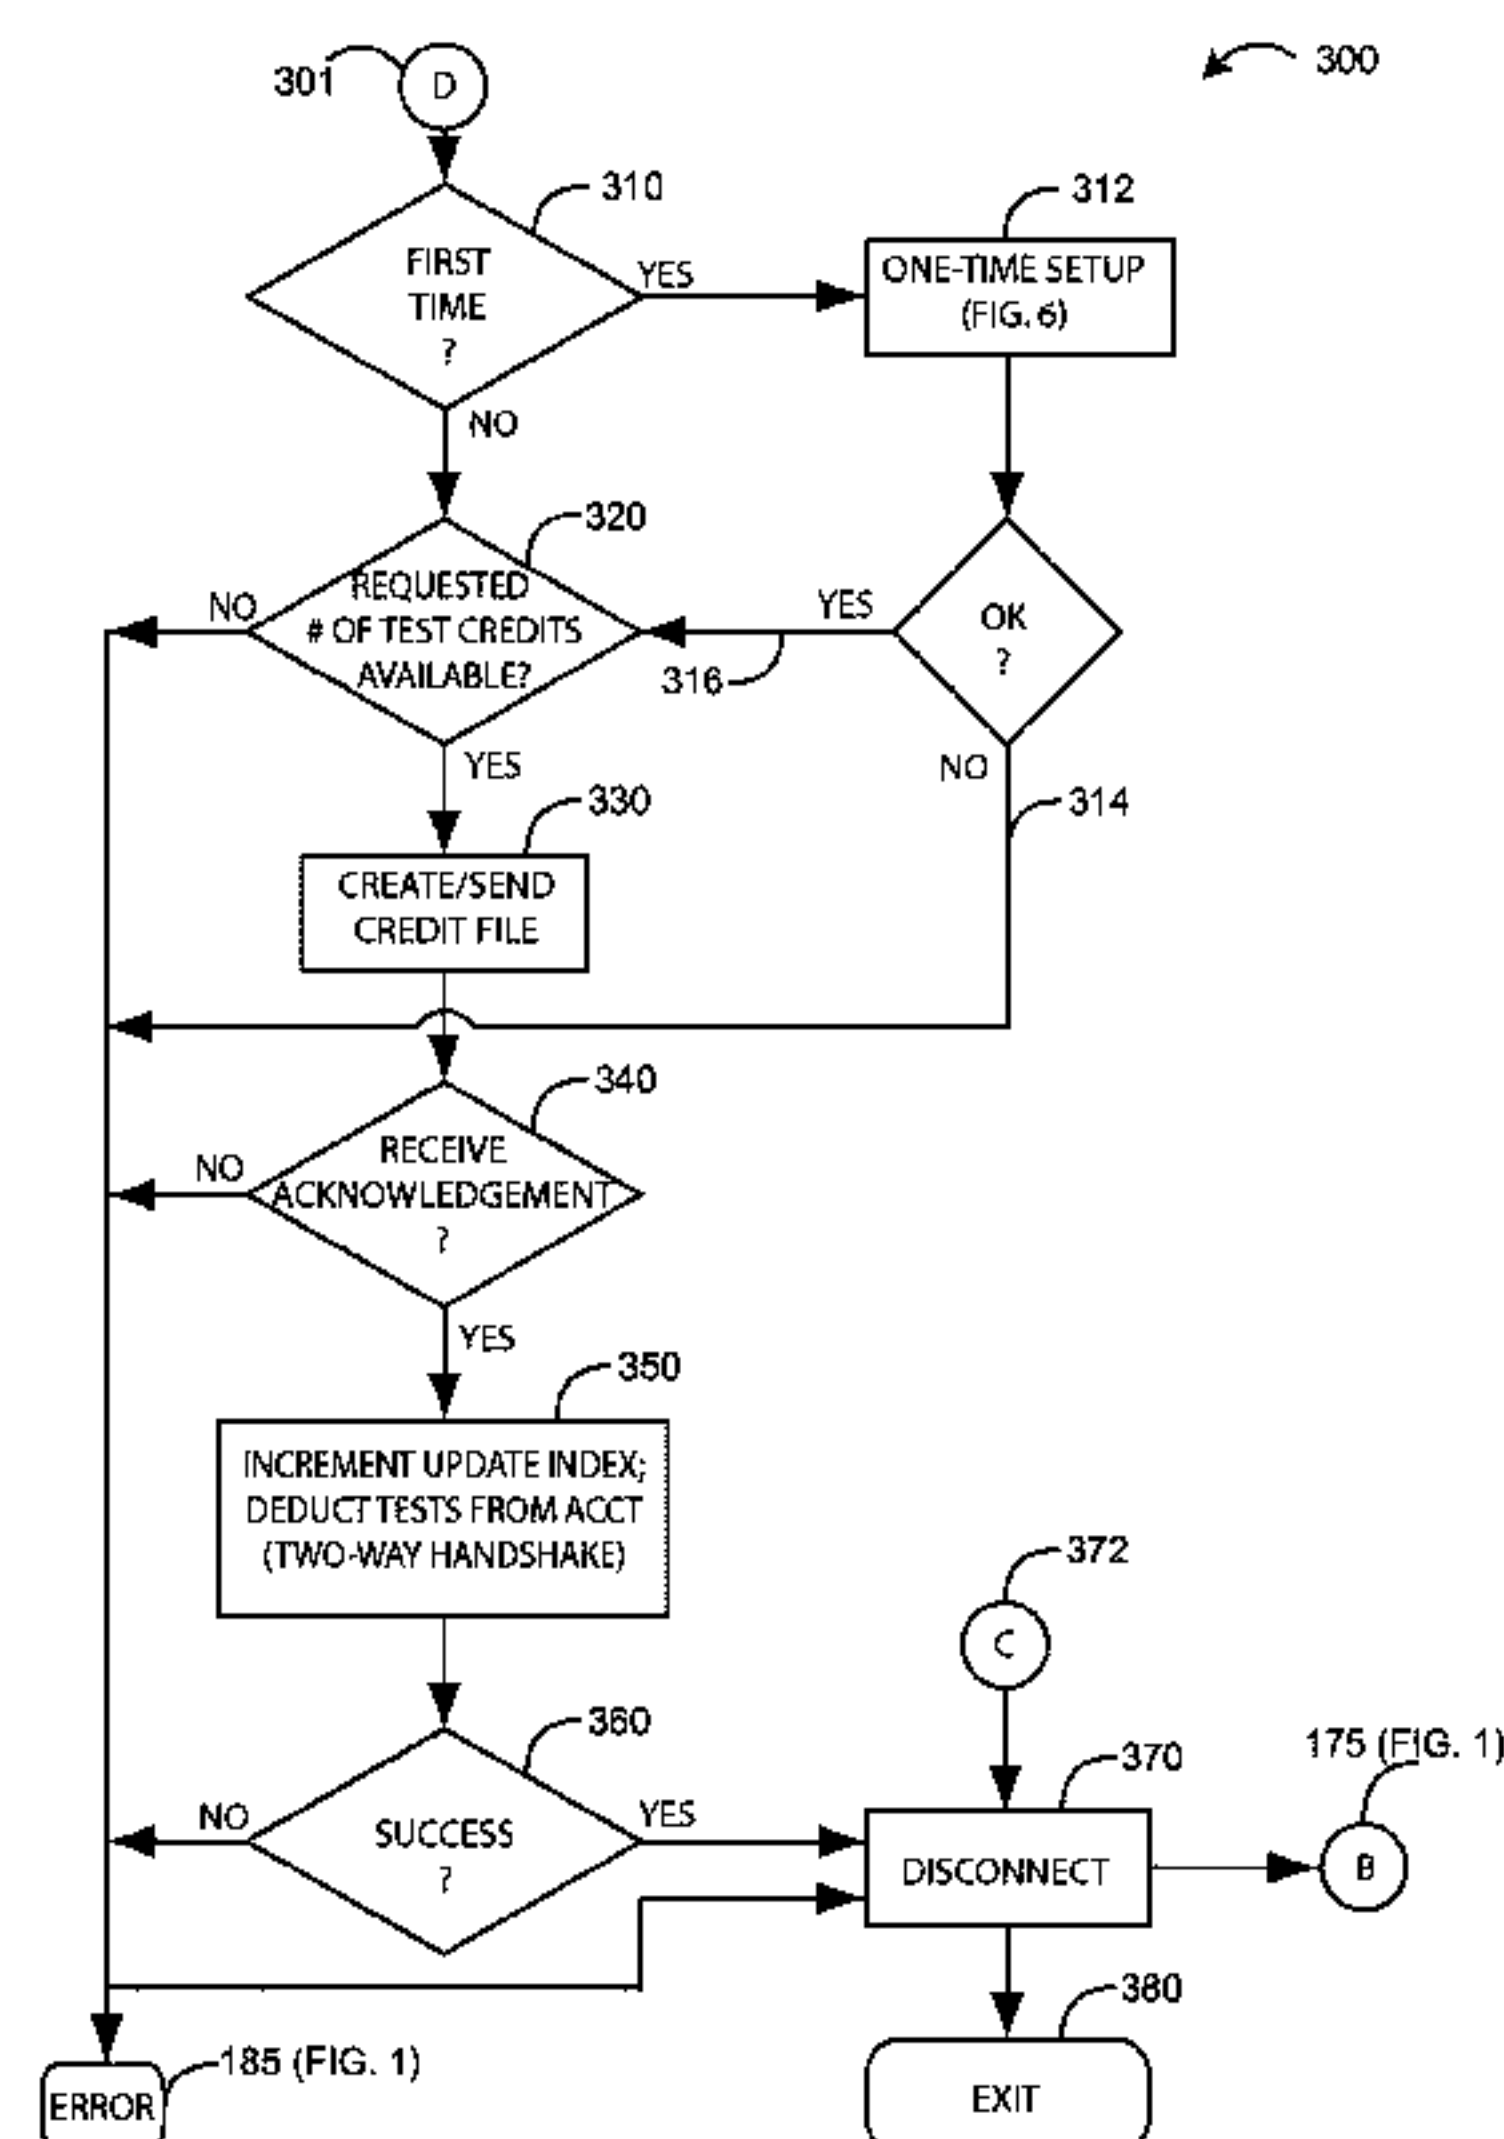 301
D
300
310
FIRST
TIME
?
YES
NO
312
ONE-TIME SETUP
(FIG. 6)
320
REQUESTED
# OF TEST CREDITS
AVAILABLE?
NO
YES
316
YES
OK
?
NO
314
330
CREATE/SEND
CREDIT FILE
340
RECEIVE
ACKNOWLEDGEMENT
?
NO
YES
350
INCREMENT UPDATE INDEX;
DEDUCT TESTS FROM ACCT
(TWO-WAY HANDSHAKE)
372
C
360
SUCCESS
?
NO
YES
370
DISCONNECT
175 (FIG. 1)
B
380
EXIT
185 (FIG. 1)
ERROR